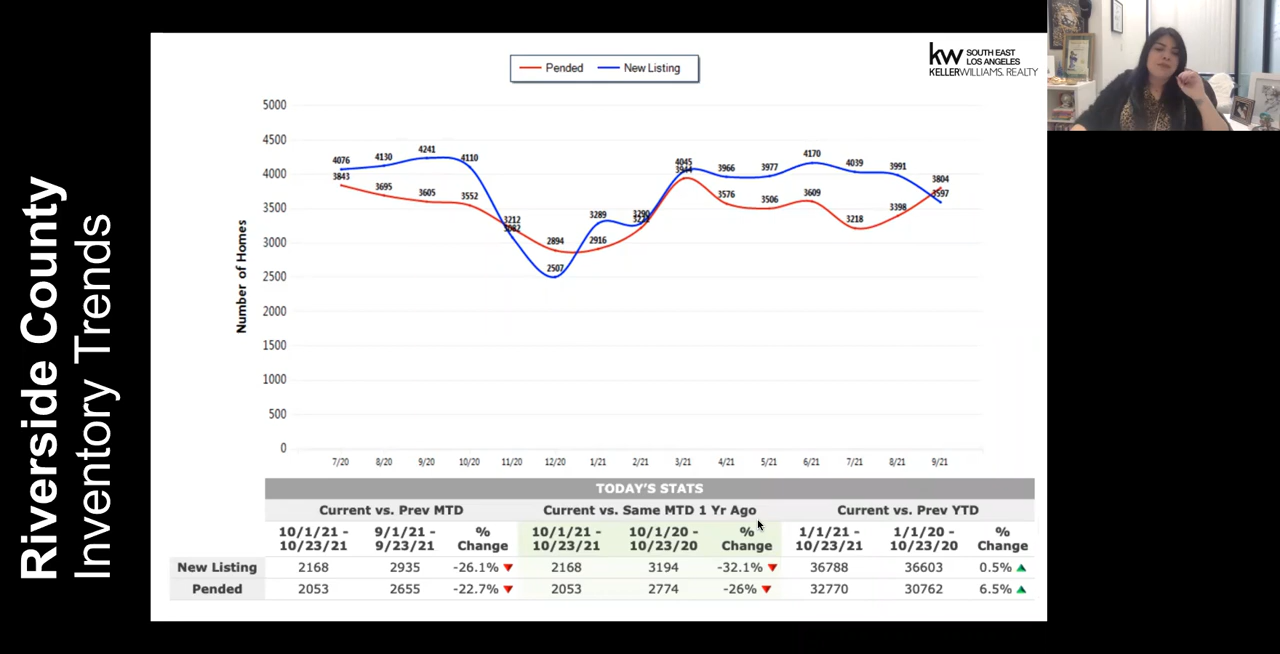 Riverside County
Inventory Trends
Pended New Listing
kw SOUTH EAST
LOS ANGELES
KELLERWILLIAMS. REALTY
Number of Homes
5000
4500
4000
3500
3000
2500
2000
1500
1000
500
0
4076 4130 4241 4110 3082 2507 3289 3290 4045 3966 3977 4170 4039 3991 3597
3843 3695 3605 3552 3212 2894 2916 3944 3576 3506 3609 3218 3398 3804
7/20 8/20 9/20 10/20 11/20 12/20 1/21 2/21 3/21 4/21 5/21 6/21 7/21 8/21 9/21
TODAY'S STATS
Current vs. Prev MTD Current vs. Same MTD 1 Yr Ago Current vs. Prev YTD
10/1/21 - 9/1/21 - % 10/1/21 - 10/1/20 - % 1/1/21 - 1/1/20 - %
10/23/21 9/23/21 Change 10/23/21 10/23/20 Change 10/23/21 10/23/20 Change
New Listing 2168 2935 -26.1% 2168 3194 -32.1% 36788 36603 0.5%
Pended 2053 2655 -22.7% 2053 2774 -26% 32770 30762 6.5%